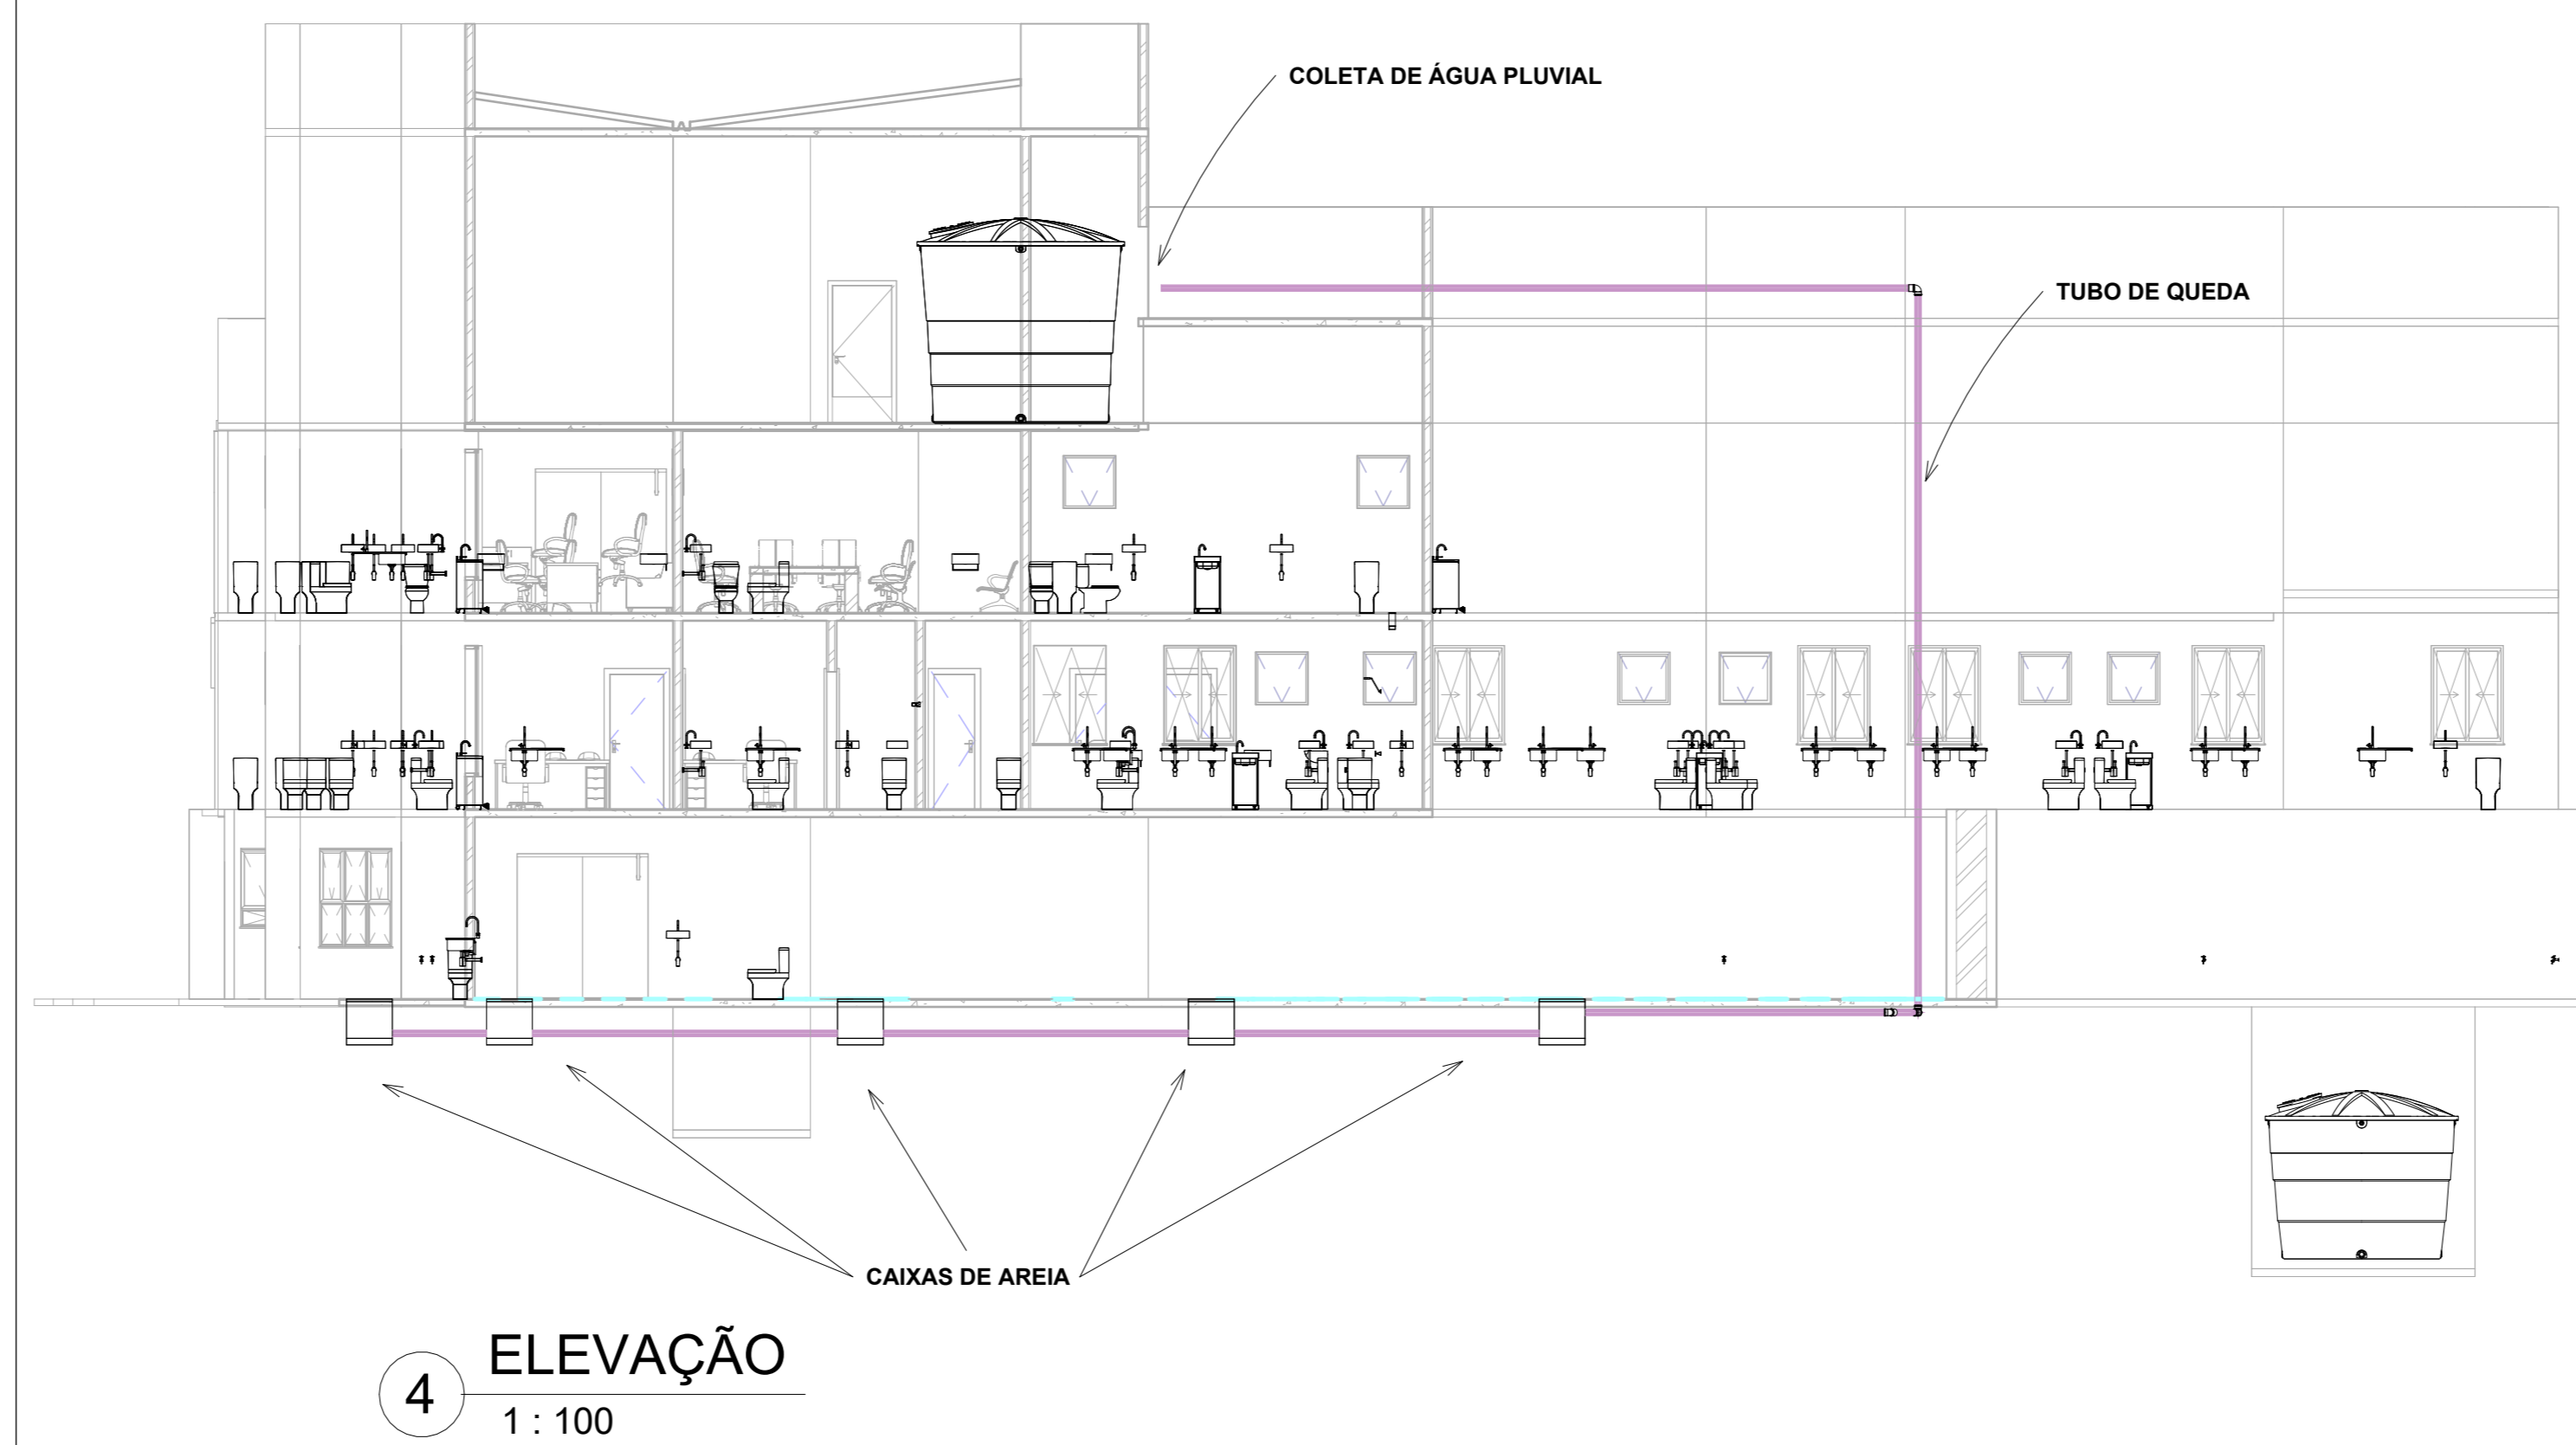 COLETA DE ÁGUA PLUVIAL
TUBO DE QUEDA
CAIXAS DE AREIA
4
ELEVAÇÃO
1 : 100